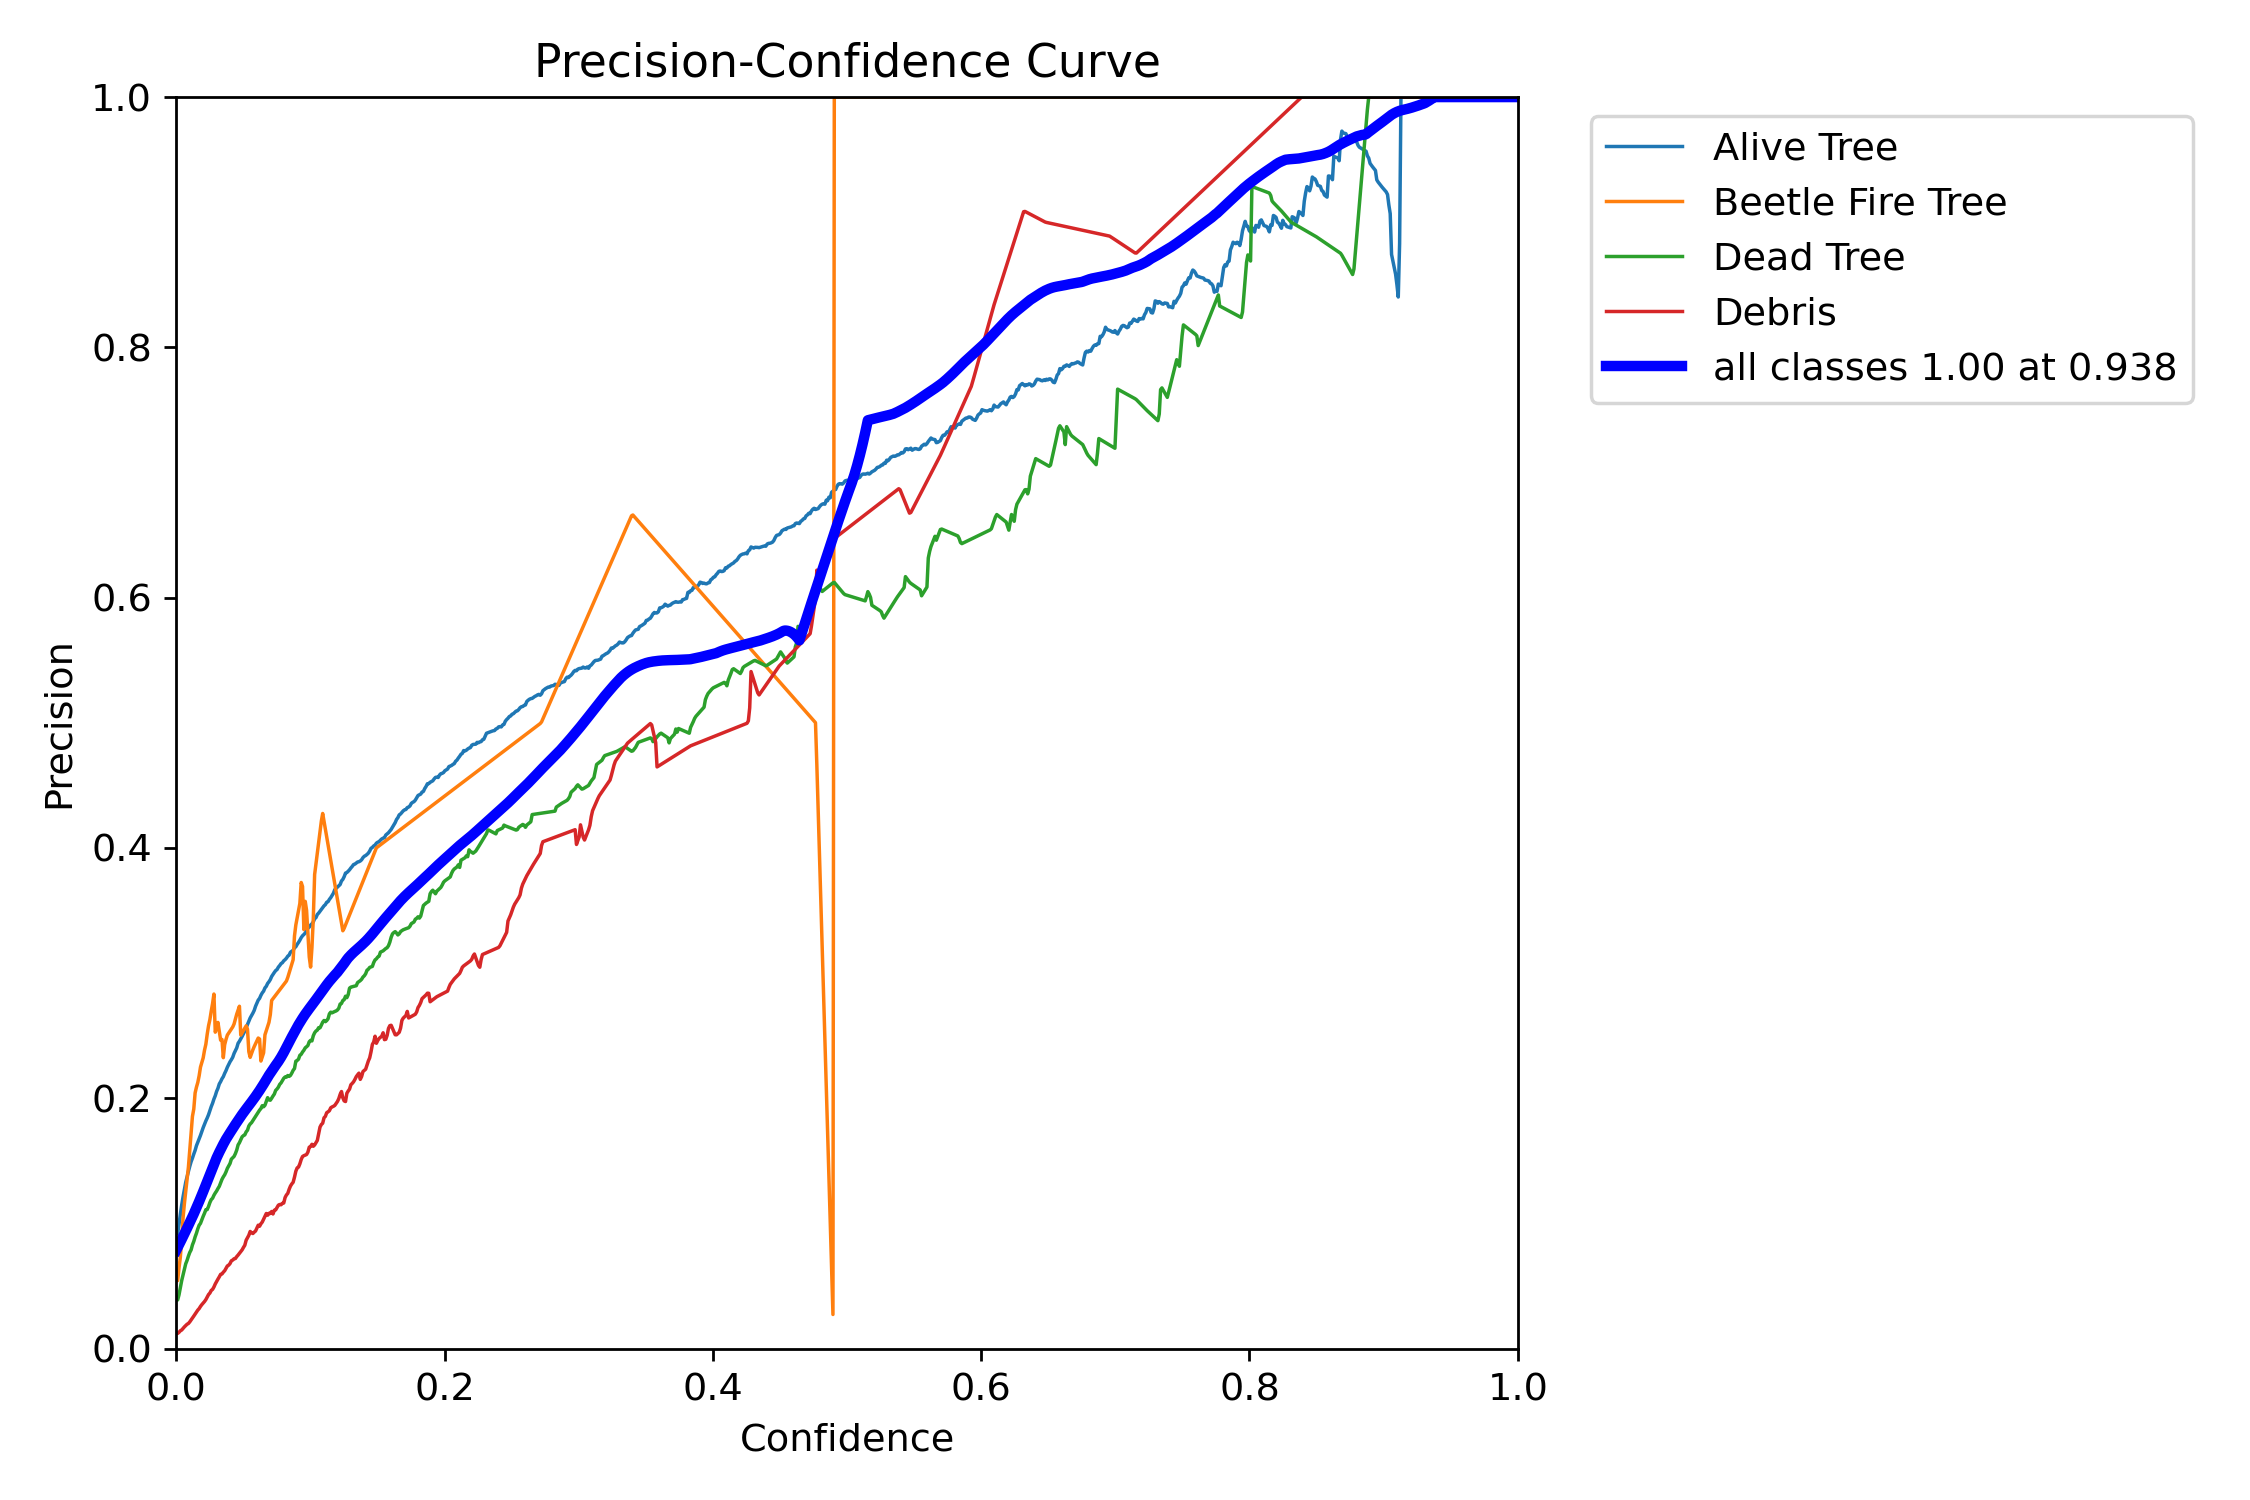 Precision-Confidence Curve
1.0
0.8
0.6
0.4
0.2
0.0
Precision
0.0 0.2 0.4 0.6 0.8 1.0
Confidence
Alive Tree
Beetle Fire Tree
Dead Tree
Debris
all classes 1.00 at 0.938